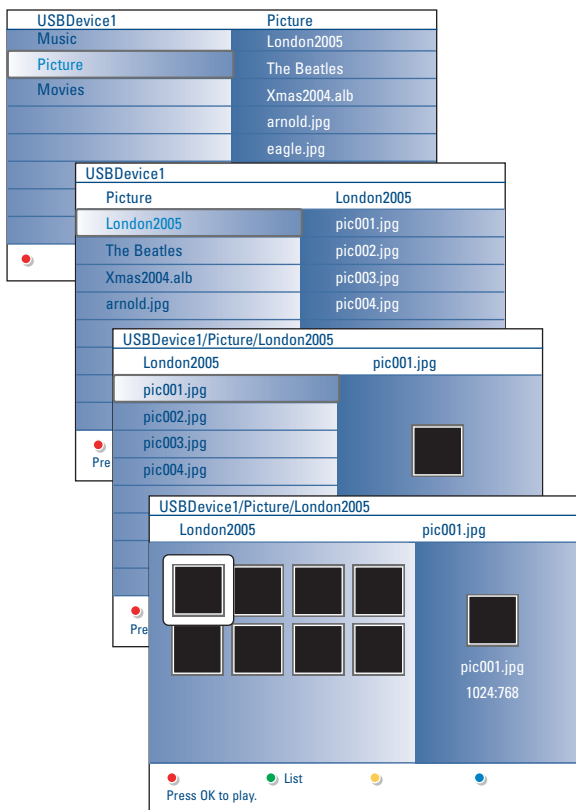 USBDevice1 Picture
Music London2005
Picture The Beatles
Movies Xmas2004.alb
arnold.jpg
eagle.jpg
USBDevice1
Picture London2005
London2005 pic001.jpg
The Beatles pic002.jpg
Xmas2004.alb pic003.jpg
arnold.jpg pic004.jpg
Pre
USBDevice1/Picture/London2005
London2005 pic001.jpg
pic001.jpg
pic002.jpg
pic003.jpg
pic004.jpg
Pre
USBDevice1/Picture/London2005
London2005 pic001.jpg
pic001.jpg
1024:768
List
Press OK to play.